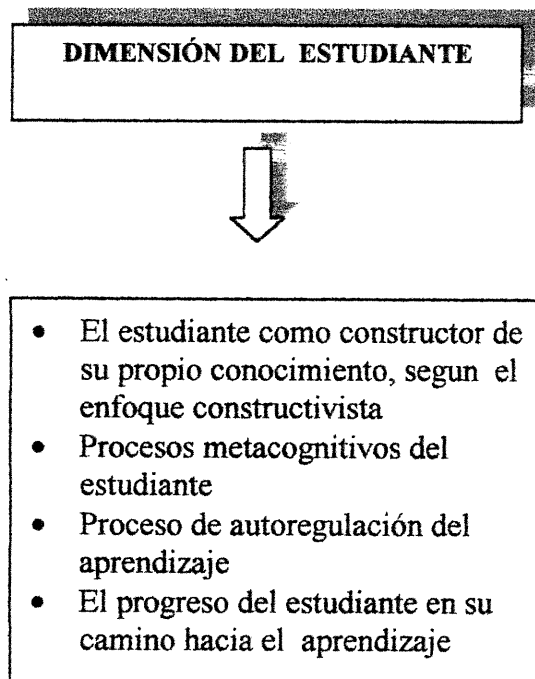 DIMENSIÓN DEL ESTUDIANTE
• El estudiante como constructor de
su propio conocimiento, segun el
enfoque constructivista
• Procesos metacognitivos del
estudiante
• Proceso de autoregulación del
aprendizaje
• El progreso del estudiante en su
camino hacia el aprendizaje